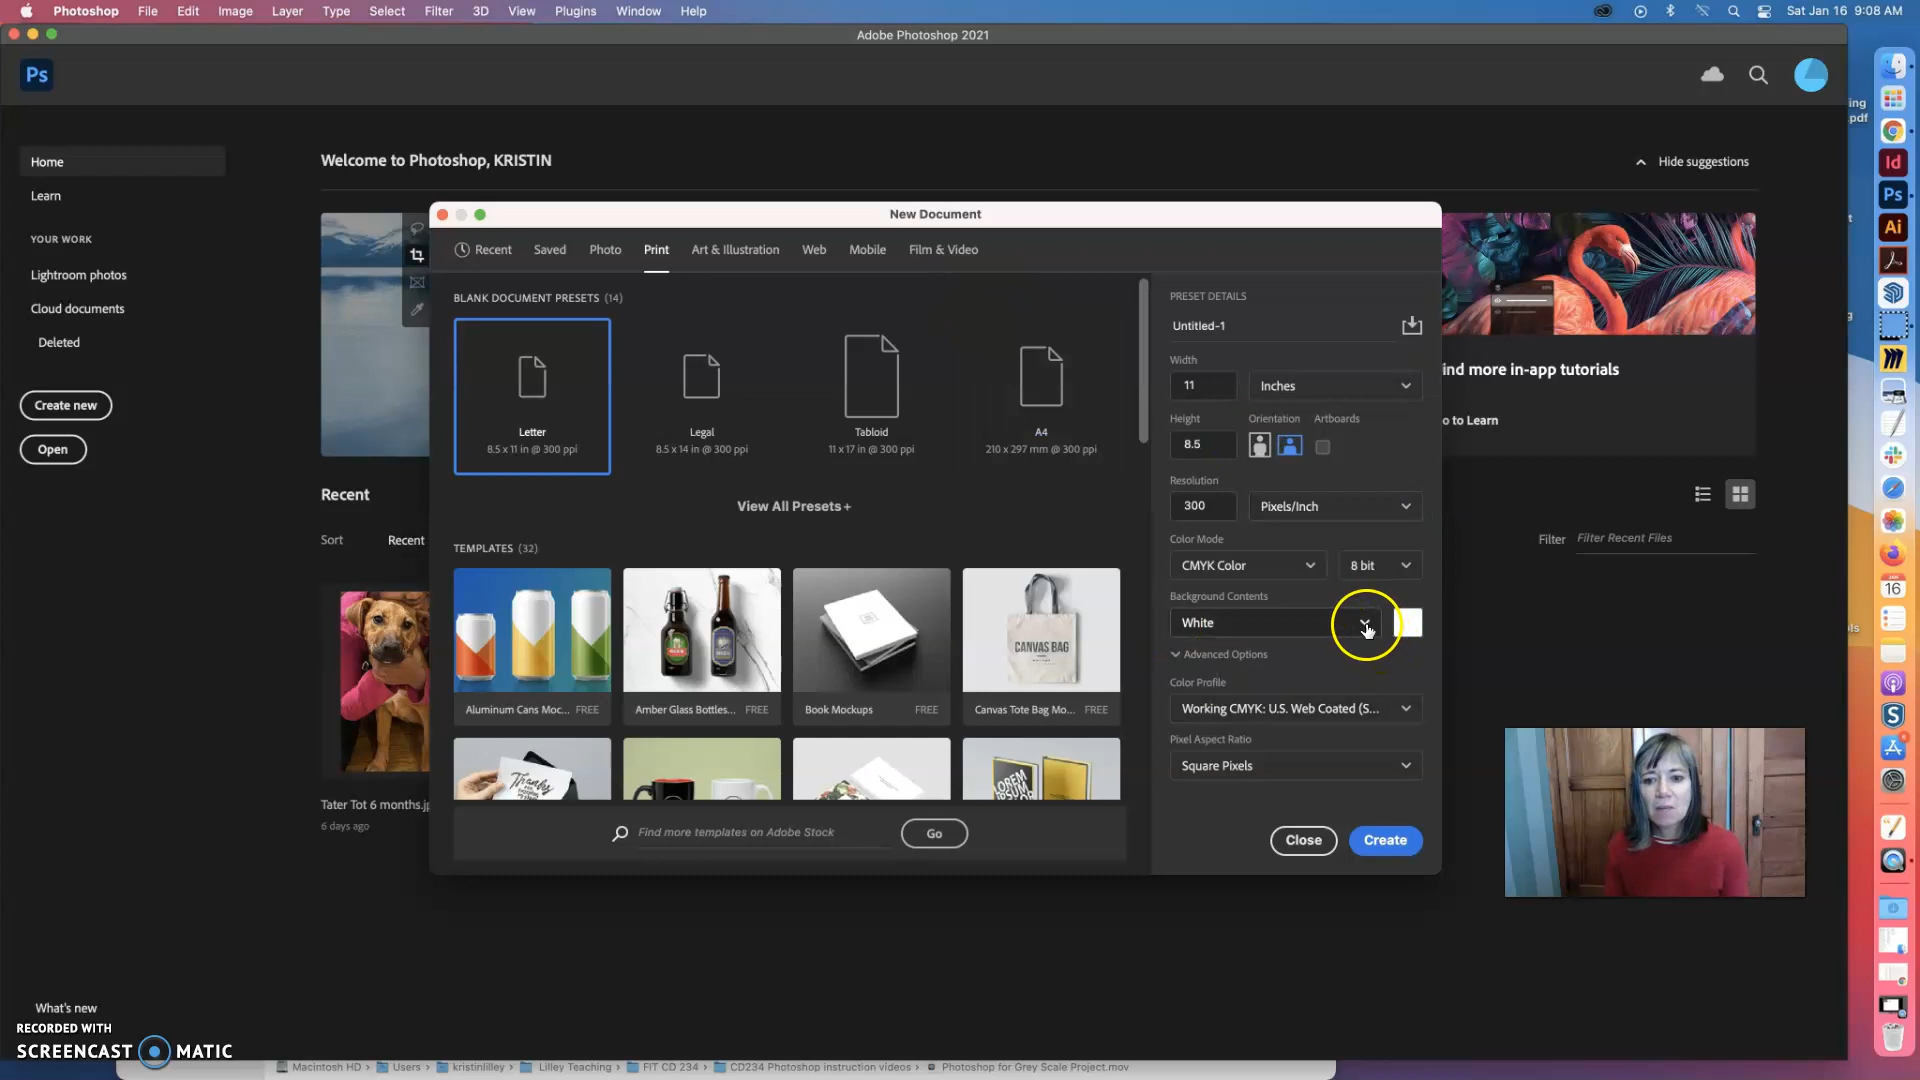 Photoshop File Edit Image Layer Type Select Filter 3D View Plugins Window Help Sat Jan 16 9:08 AM
Adobe Photoshop 2021
Ps
Home
Learn
YOUR WORK
Lightroom photos
Cloud documents
Deleted
Create new
Open
Welcome to Photoshop, KRISTIN
Hide suggestions
New Document
Recent Saved Photo Print Art & Illustration Web Mobile Film & Video
BLANK DOCUMENT PRESETS (14)
Letter
8.5 x 11 in @ 300 ppi
Legal
8.5 x 14 in @ 300 ppi
Tabloid
11 x 17 in @ 300 ppi
A4
210 x 297 mm @ 300 ppi
View All Presets+
TEMPLATES (32)
CANVAS BAG
Aluminum Cans Moc... FREE
Amber Glass Bottles... FREE
Book Mockups FREE
Canvas Tote Bag Mo... FREE
Thanks
LOREM
Find more templates on Adobe Stock
Go
PRESET DETAILS
Untitled-1
Width
11 Inches
Height Orientation Artboards
8.5
Resolution
300 Pixels/Inch
Color Mode
CMYK Color 8 bit
Background Contents
White
Advanced Options
Color Profile
Working CMYK: U.S. Web Coated (S...
Pixel Aspect Ratio
Square Pixels
Close Create
ind more in-app tutorials
o to Learn
Recent
Sort Recent
Filter Filter Recent Files
Tater Tot 6 months.jp
6 days ago
ing
.pdf
Id
Ps
Ai
16
What's new
RECORDED WITH
SCREENCAST MATIC
Macintosh HD > Users > kristinlilley > Lilley Teaching > FIT CD 234 > CD234 Photoshop instruction videos > Photoshop for Grey Scale Project.mov